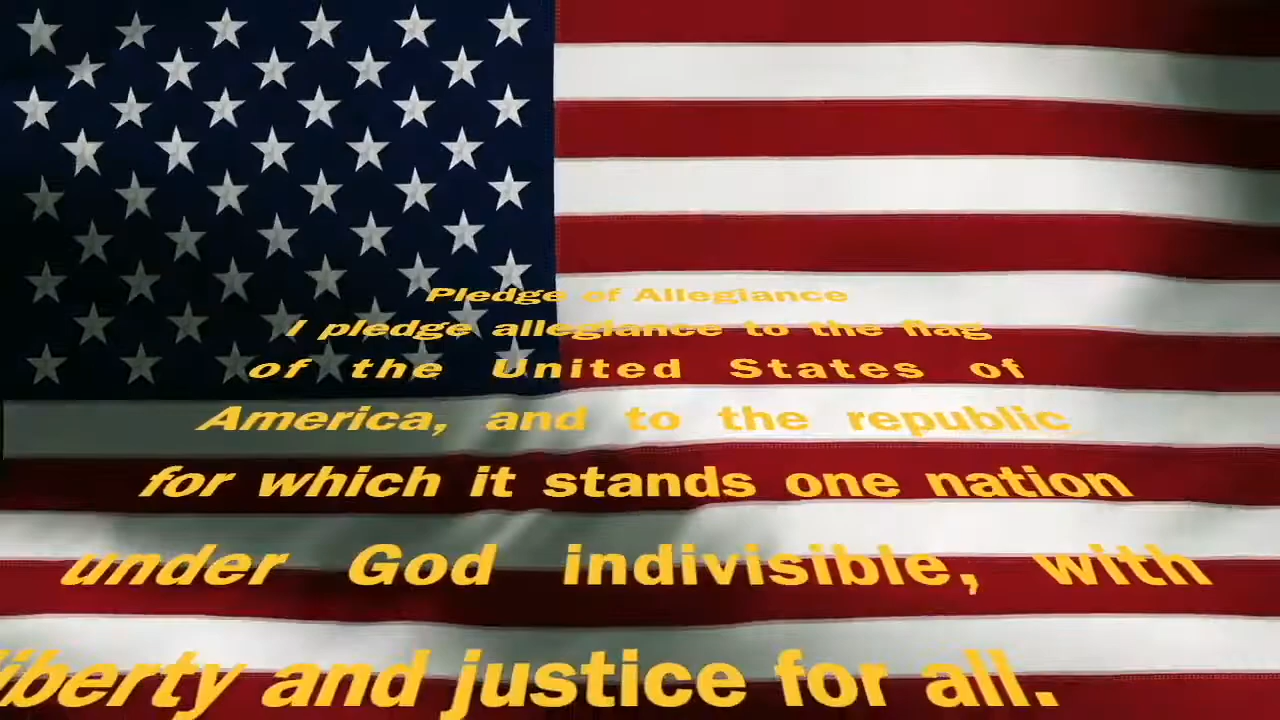 Pledge of Allegiance
I pledge allegiance to the flag
of the United States of
America, and to the republic
for which it stands one nation
under God indivisible, with
liberty and justice for all.